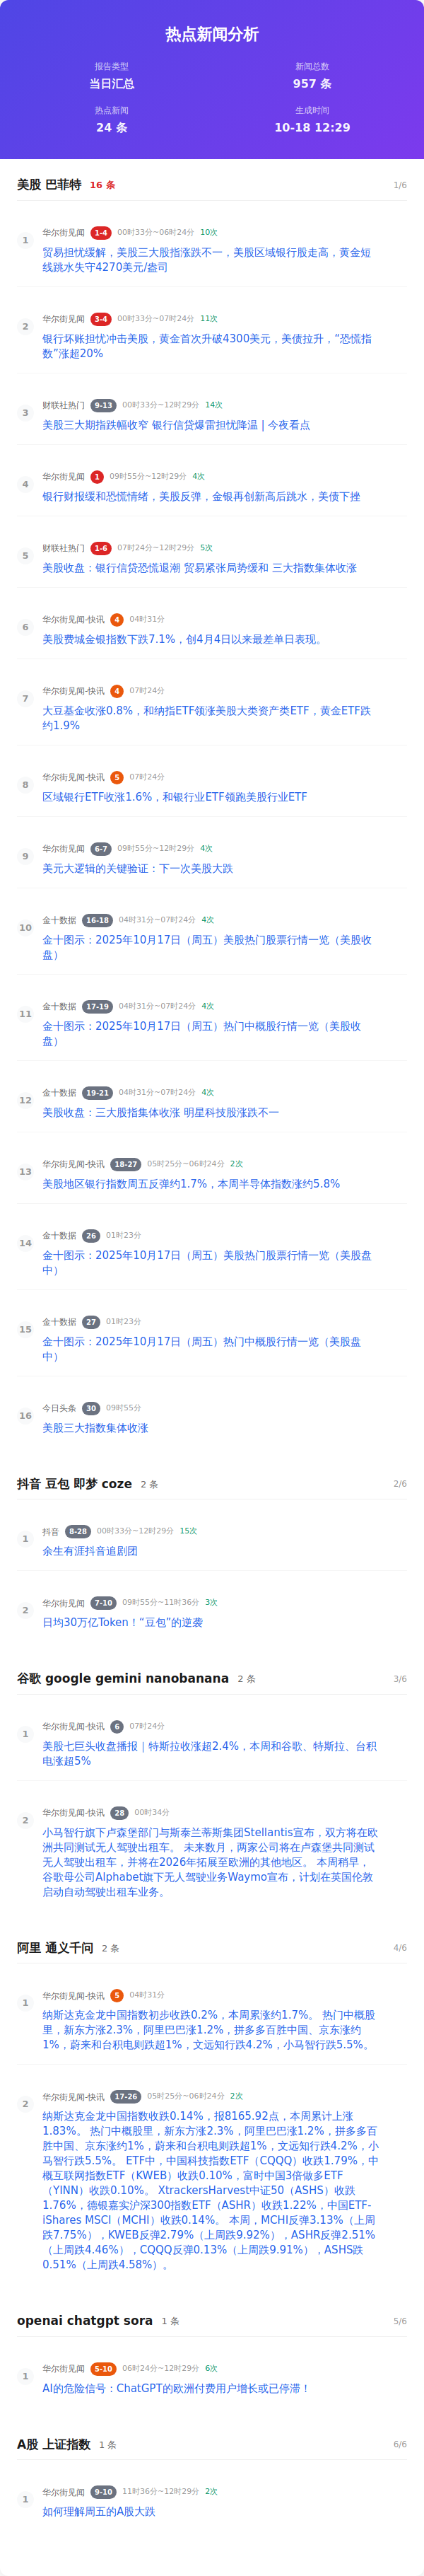 热点新闻分析
报告类型
新闻总数
当日汇总
957 条
热点新闻
生成时间
24 条
10-18 12:29
美股 巴菲特 16 条 1/6
1
华尔街见闻 1-4 00时33分~06时24分 10次
贸易担忧缓解，美股三大股指涨跌不一，美股区域银行股走高，黄金短
线跳水失守4270美元/盎司
2
华尔街见闻 3-4 00时33分~07时24分 11次
银行坏账担忧冲击美股，黄金首次升破4300美元，美债拉升，“恐慌指
数”涨超20%
3
财联社热门 9-13 00时33分~12时29分 14次
美股三大期指跌幅收窄 银行信贷爆雷担忧降温 | 今夜看点
4
华尔街见闻 1 09时55分~12时29分 4次
银行财报缓和恐慌情绪，美股反弹，金银再创新高后跳水，美债下挫
5
财联社热门 1-6 07时24分~12时29分 5次
美股收盘：银行信贷恐慌退潮 贸易紧张局势缓和 三大指数集体收涨
6
华尔街见闻-快讯 4 04时31分
美股费城金银指数下跌7.1%，创4月4日以来最差单日表现。
7
华尔街见闻-快讯 4 07时24分
大豆基金收涨0.8%，和纳指ETF领涨美股大类资产类ETF，黄金ETF跌
约1.9%
8
华尔街见闻-快讯 5 07时24分
区域银行ETF收涨1.6%，和银行业ETF领跑美股行业ETF
9
华尔街见闻 6-7 09时55分~12时29分 4次
美元大逻辑的关键验证：下一次美股大跌
10
金十数据 16-18 04时31分~07时24分 4次
金十图示：2025年10月17日（周五）美股热门股票行情一览（美股收
盘）
11
金十数据 17-19 04时31分~07时24分 4次
金十图示：2025年10月17日（周五）热门中概股行情一览（美股收
盘）
12
金十数据 19-21 04时31分~07时24分 4次
美股收盘：三大股指集体收涨 明星科技股涨跌不一
13
华尔街见闻-快讯 18-27 05时25分~06时24分 2次
美股地区银行指数周五反弹约1.7%，本周半导体指数涨约5.8%
14
金十数据 26 01时23分
金十图示：2025年10月17日（周五）美股热门股票行情一览（美股盘
中）
15
金十数据 27 01时23分
金十图示：2025年10月17日（周五）热门中概股行情一览（美股盘
中）
16
今日头条 30 09时55分
美股三大指数集体收涨
抖音 豆包 即梦 coze 2 条 2/6
1
抖音 8-28 00时33分~12时29分 15次
余生有涯抖音追剧团
2
华尔街见闻 7-10 09时55分~11时36分 3次
日均30万亿Token！“豆包”的逆袭
谷歌 google gemini nanobanana 2 条 3/6
1
华尔街见闻-快讯 6 07时24分
美股七巨头收盘播报｜特斯拉收涨超2.4%，本周和谷歌、特斯拉、台积
电涨超5%
2
华尔街见闻-快讯 28 00时34分
小马智行旗下卢森堡部门与斯泰兰蒂斯集团Stellantis宣布，双方将在欧
洲共同测试无人驾驶出租车。 未来数月，两家公司将在卢森堡共同测试
无人驾驶出租车，并将在2026年拓展至欧洲的其他地区。 本周稍早，
谷歌母公司Alphabet旗下无人驾驶业务Waymo宣布，计划在英国伦敦
启动自动驾驶出租车业务。
阿里 通义千问 2 条 4/6
1
华尔街见闻-快讯 5 04时31分
纳斯达克金龙中国指数初步收跌0.2%，本周累涨约1.7%。 热门中概股
里，新东方涨2.3%，阿里巴巴涨1.2%，拼多多百胜中国、京东涨约
1%，蔚来和台积电则跌超1%，文远知行跌4.2%，小马智行跌5.5%。
2
华尔街见闻-快讯 17-26 05时25分~06时24分 2次
纳斯达克金龙中国指数收跌0.14%，报8165.92点，本周累计上涨
1.83%。 热门中概股里，新东方涨2.3%，阿里巴巴涨1.2%，拼多多百
胜中国、京东涨约1%，蔚来和台积电则跌超1%，文远知行跌4.2%，小
马智行跌5.5%。 ETF中，中国科技指数ETF（CQQQ）收跌1.79%，中
概互联网指数ETF（KWEB）收跌0.10%，富时中国3倍做多ETF
（YINN）收跌0.10%。 XtrackersHarvest中证50（ASHS）收跌
1.76%，德银嘉实沪深300指数ETF（ASHR）收跌1.22%，中国ETF-
iShares MSCI（MCHI）收跌0.14%。 本周，MCHI反弹3.13%（上周
跌7.75%），KWEB反弹2.79%（上周跌9.92%），ASHR反弹2.51%
（上周跌4.46%），CQQQ反弹0.13%（上周跌9.91%），ASHS跌
0.51%（上周跌4.58%）。
openai chatgpt sora 1 条 5/6
1
华尔街见闻 5-10 06时24分~12时29分 6次
AI的危险信号：ChatGPT的欧洲付费用户增长或已停滞！
A股 上证指数 1 条 6/6
1
华尔街见闻 9-10 11时36分~12时29分 2次
如何理解周五的A股大跌